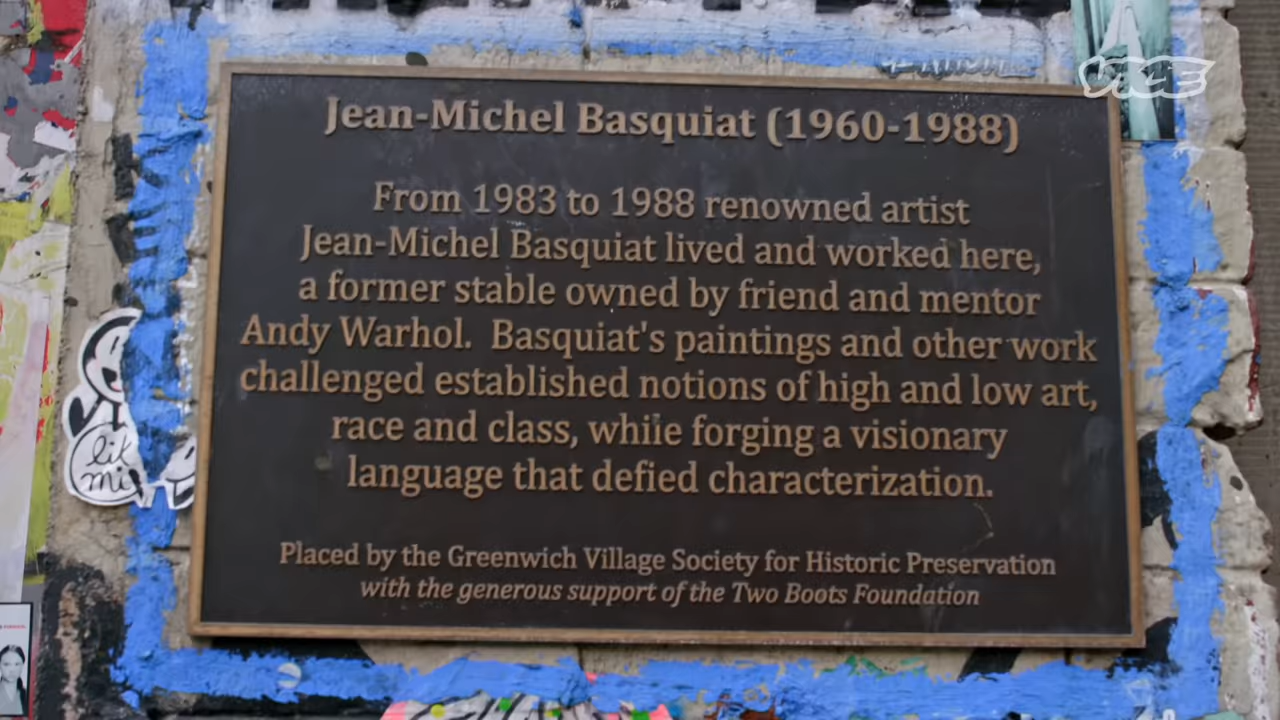 VICE
Jean-Michel Basquiat (1960-1988)
From 1983 to 1988 renowned artist
Jean-Michel Basquiat lived and worked here,
a former stable owned by friend and mentor
Andy Warhol. Basquiat's paintings and other work
challenged established notions of high and low art,
race and class, while forging a visionary
language that defied characterization.
Placed by the Greenwich Village Society for Historic Preservation
with the generous support of the Two Boots Foundation
lik
mi